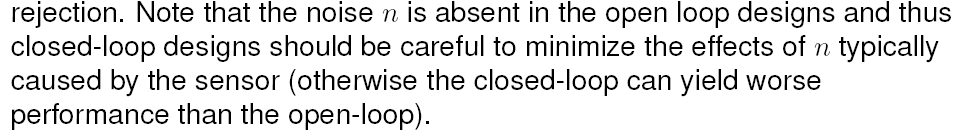 rejection. Note that the noise n is absent in the open loop designs and thus
closed-loop designs should be careful to minimize the effects of n typically
caused by the sensor (otherwise the closed-loop can yield worse
performance than the open-loop).